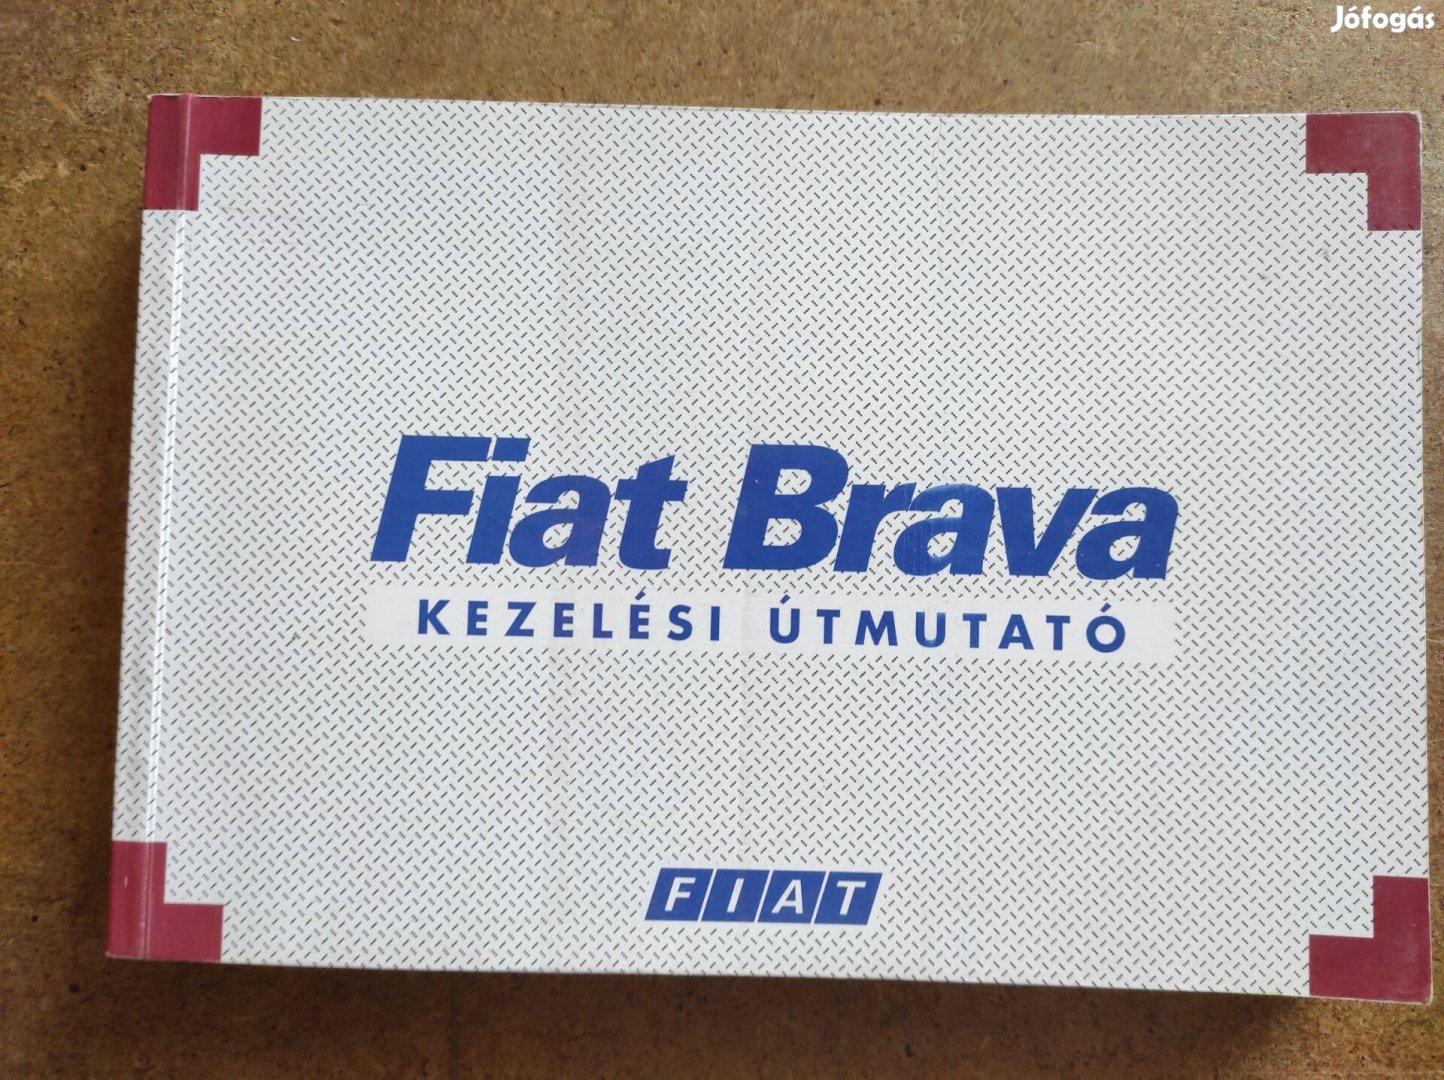 Jófogás
Fiat Brava
KEZELÉSI ÚTMUTATÓ
FIAT